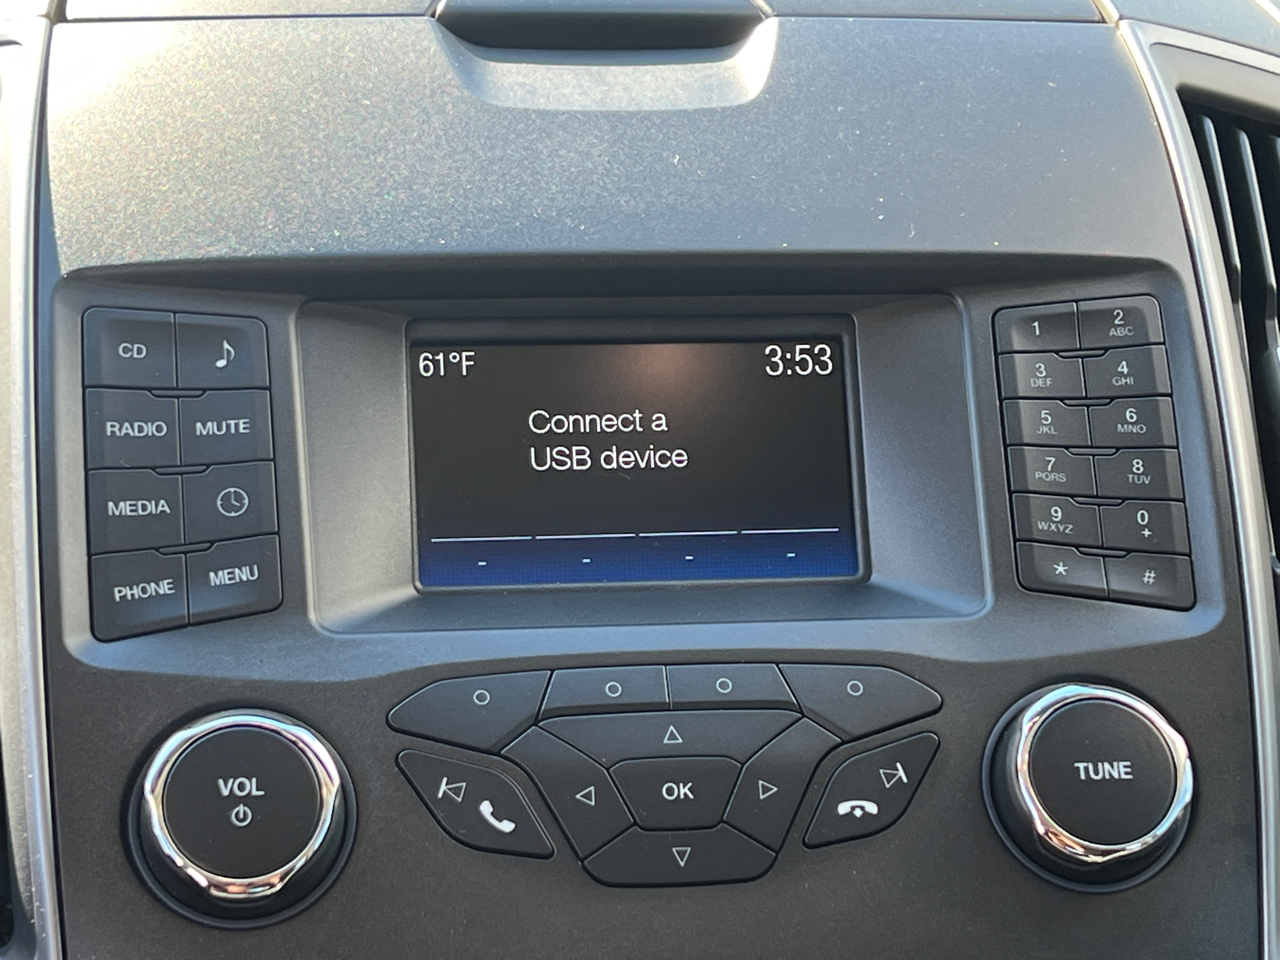 61°F
3:53
Connect a
USB device
- - - -
CD
RADIO
MUTE
MEDIA
PHONE
MENU
1
2
ABC
3
DEF
4
GHI
5
JKL
6
MNO
7
PQRS
8
TUV
9
WXYZ
0
+
*
#
VOL
OK
TUNE